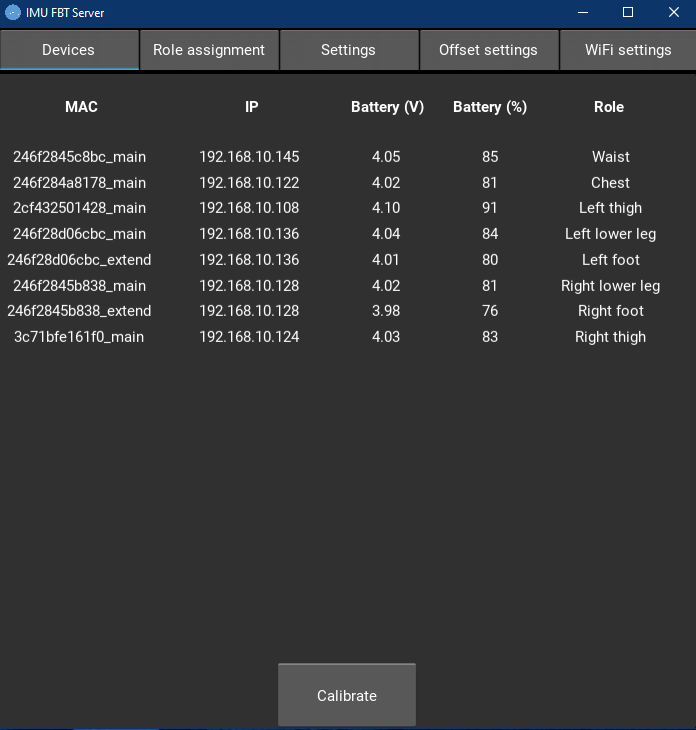 IMU FBT Server
Devices Role assignment Settings Offset settings WiFi settings
MAC IP Battery (V) Battery (%) Role
246f2845c8bc_main 192.168.10.145 4.05 85 Waist
246f284a8178_main 192.168.10.122 4.02 81 Chest
2cf432501428_main 192.168.10.108 4.10 91 Left thigh
246f28d06cbc_main 192.168.10.136 4.04 84 Left lower leg
246f28d06cbc_extend 192.168.10.136 4.01 80 Left foot
246f2845b838_main 192.168.10.128 4.02 81 Right lower leg
246f2845b838_extend 192.168.10.128 3.98 76 Right foot
3c71bfe161f0_main 192.168.10.124 4.03 83 Right thigh
Calibrate